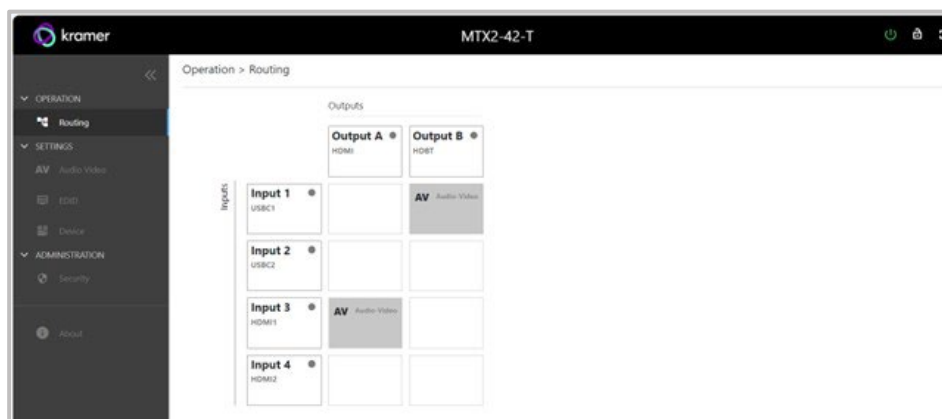 kramer
MTX2-42-T
Operation > Routing
OPERATION
Routing
SETTINGS
AV Audio Video
EDID
Device
ADMINISTRATION
Security
About
Outputs
Output A
HDMI
Output B
HDBT
Inputs
Input 1
USBC1
AV Audio-Video
Input 2
USBC2
Input 3
HDMI1
AV Audio-Video
Input 4
HDMI2